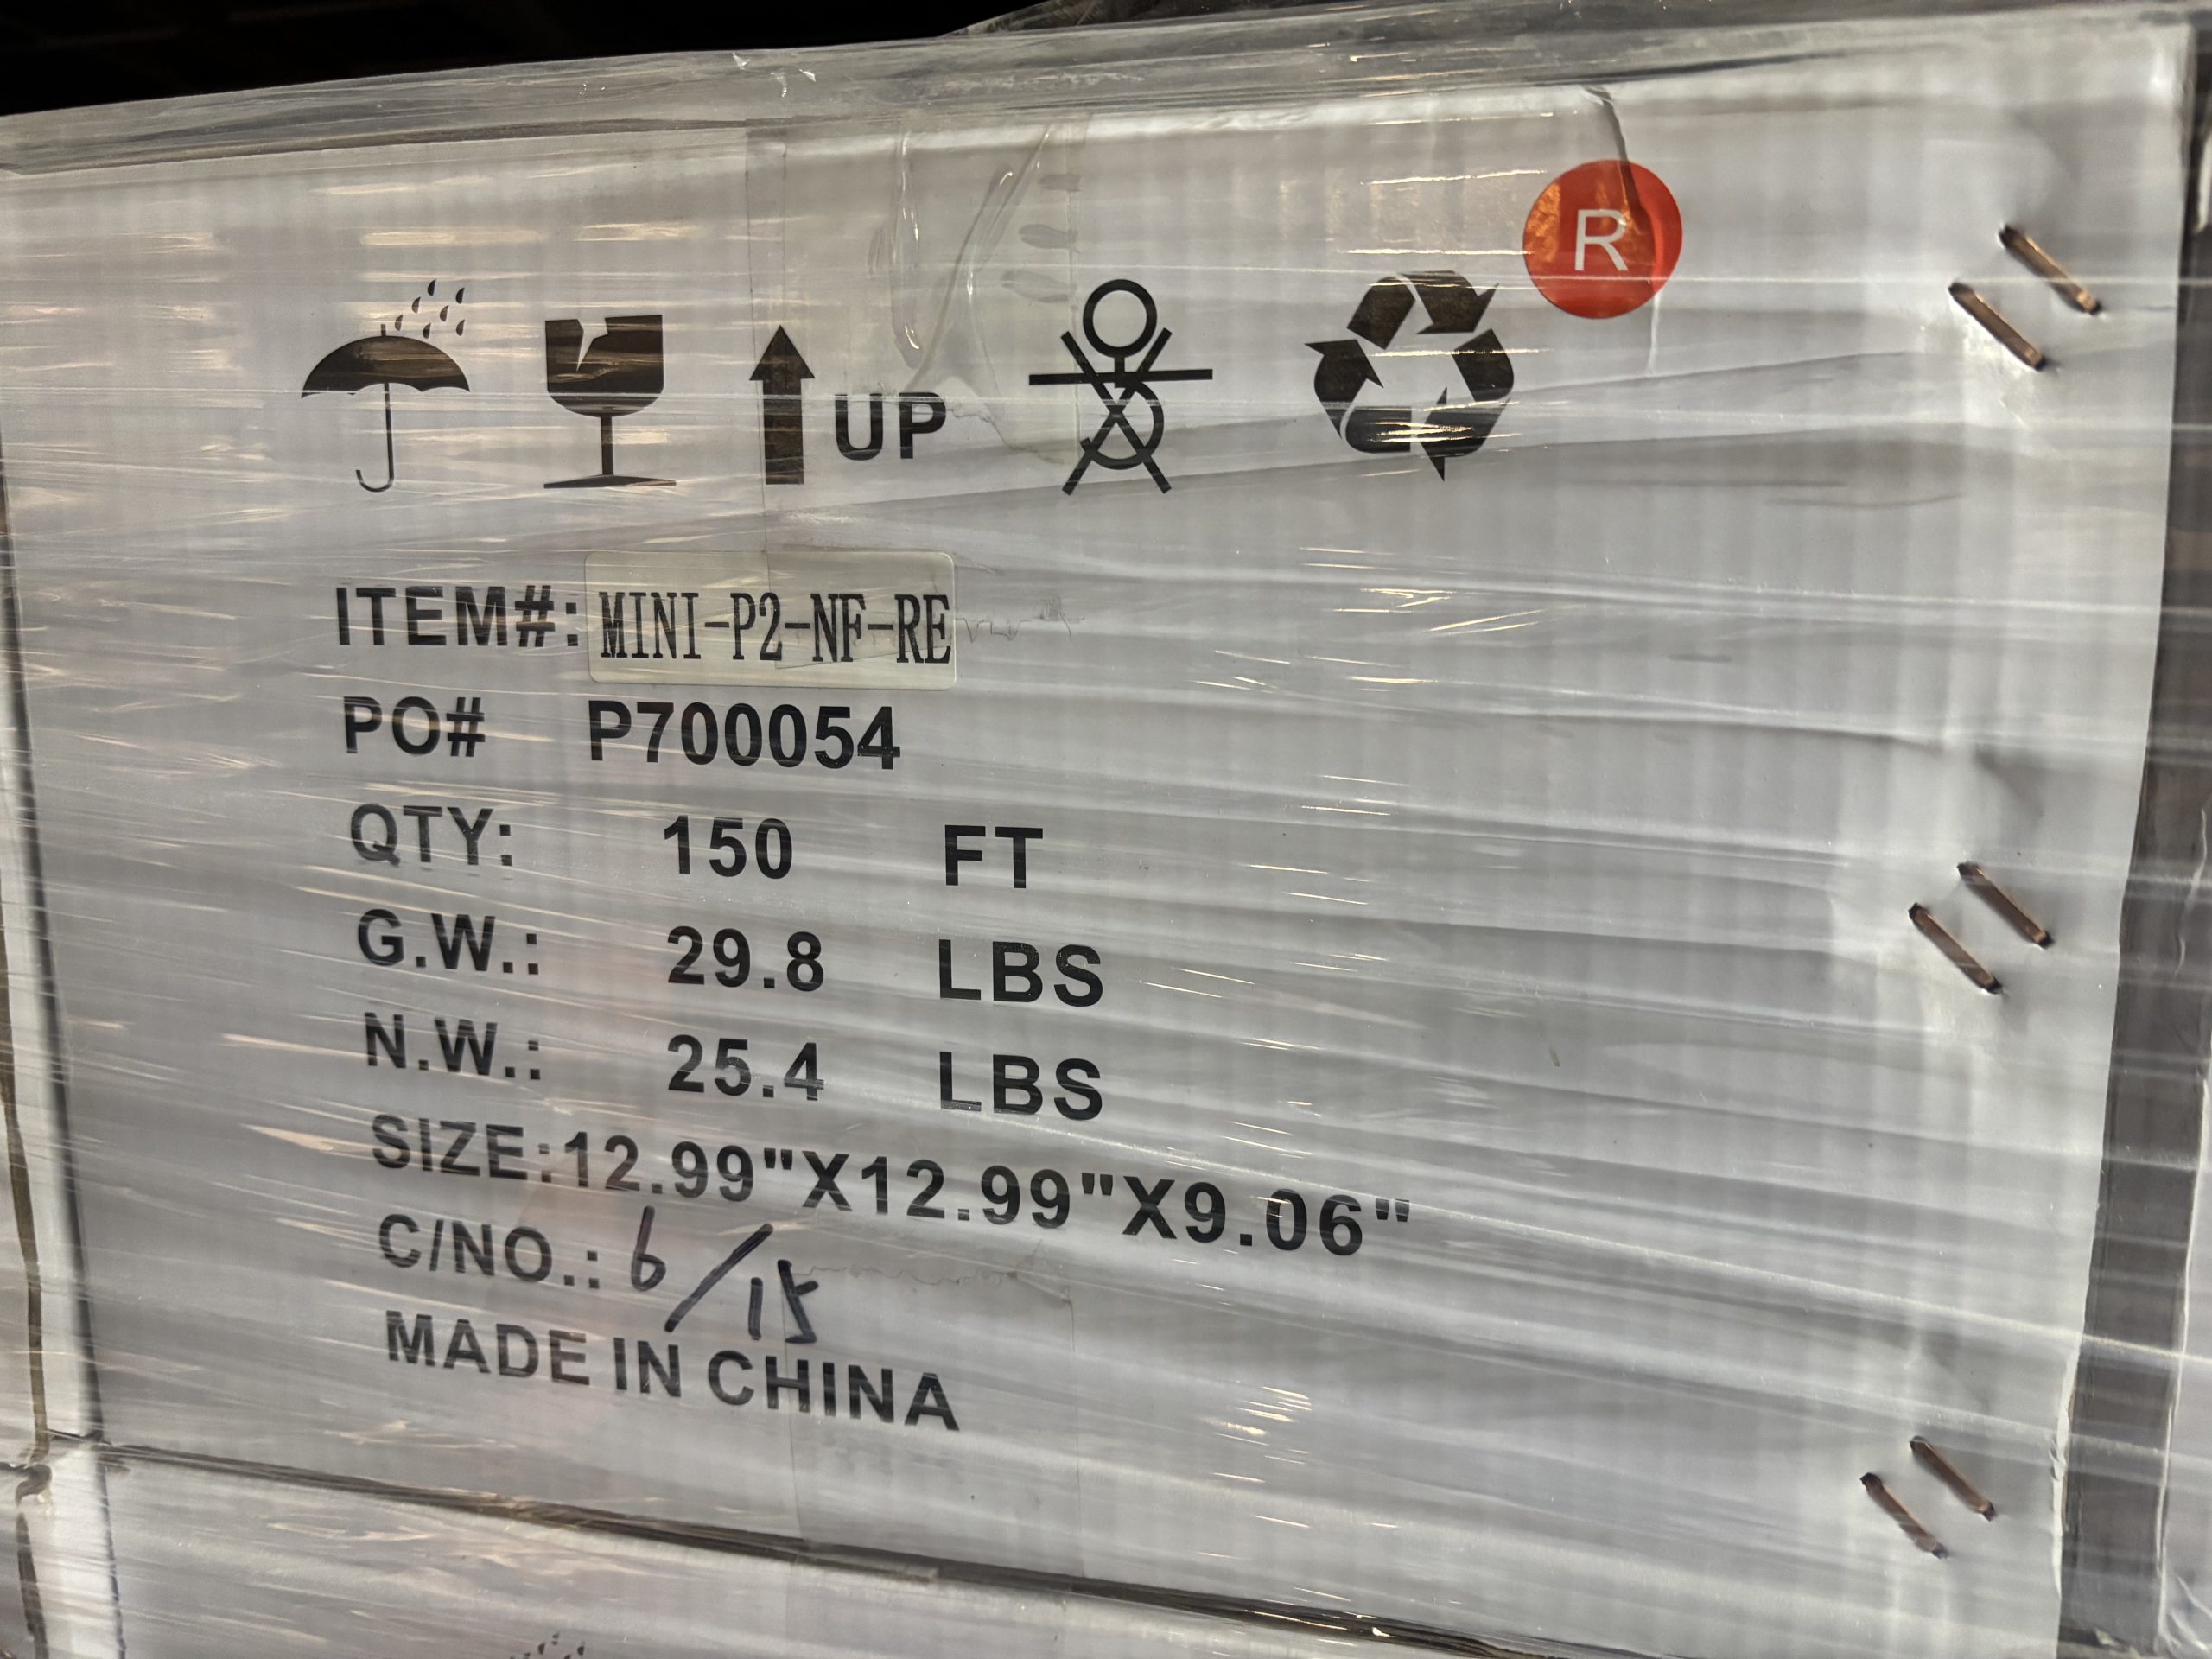 R
UP
ITEM#: MINI-P2-NF-RE
PO# P700054
QTY: 150 FT
G.W.: 29.8 LBS
N.W.: 25.4 LBS
SIZE:12.99"X12.99"X9.06"
C/NO.: 6/15
MADE IN CHINA